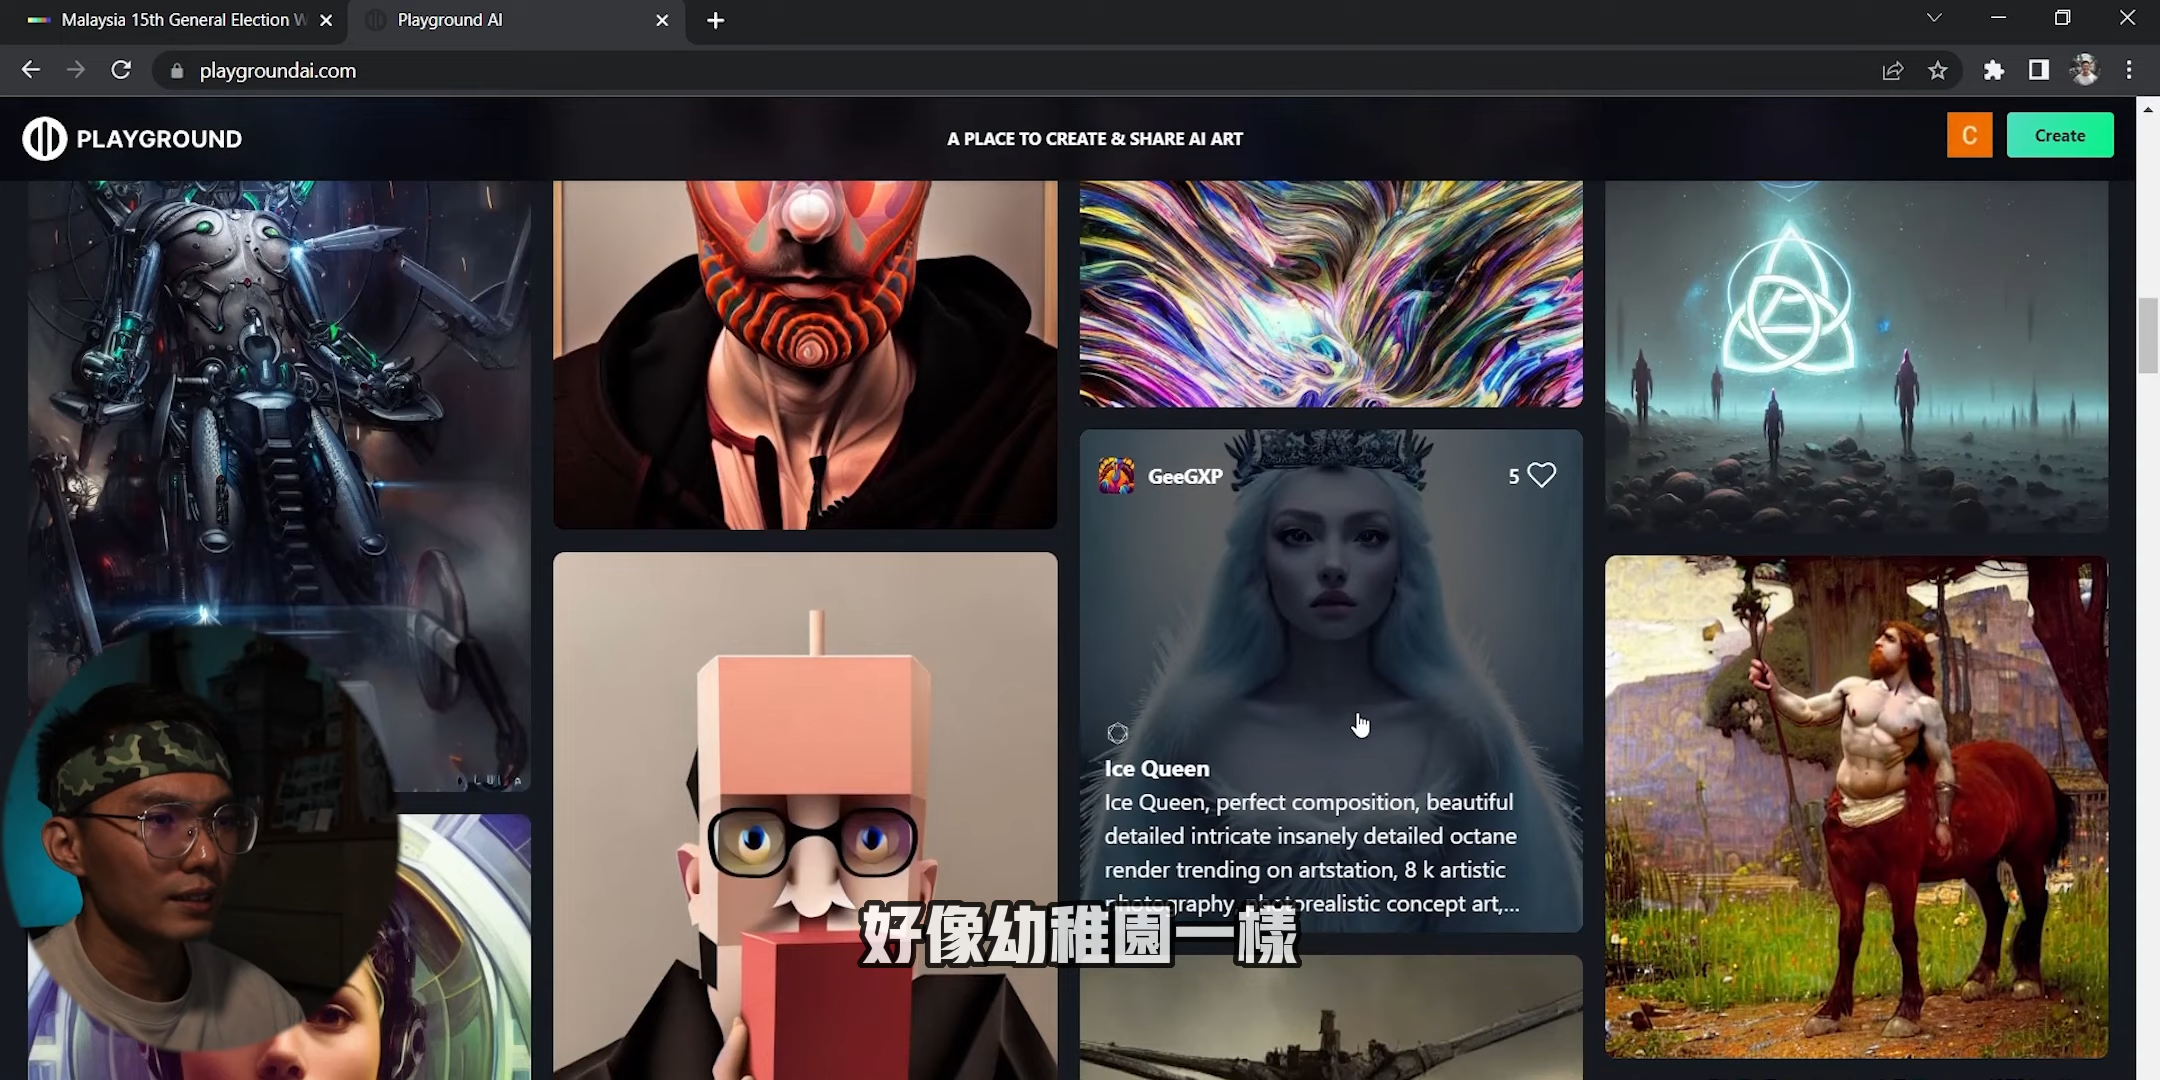 Malaysia 15th General Election W
Playground AI
playgroundai.com
PLAYGROUND
A PLACE TO CREATE & SHARE AI ART
C
Create
GeeGXP
5
Ice Queen
Ice Queen, perfect composition, beautiful
detailed intricate insanely detailed octane
render trending on artstation, 8 k artistic
photography, photorealistic concept art,...
好像幼稚園一樣